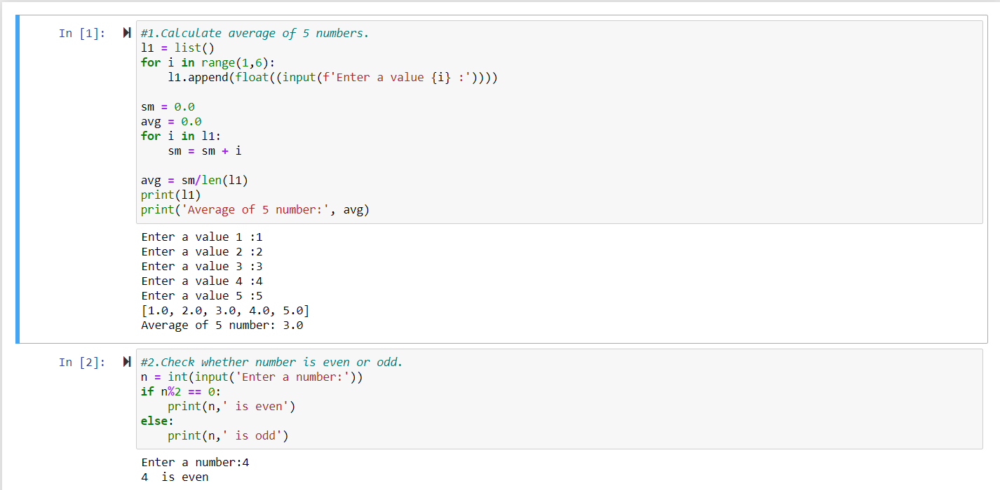 In [1]:
#1.Calculate average of 5 numbers.
l1 = list()
for i in range(1,6):
    l1.append(float((input(f'Enter a value {i} :'))))

sm = 0.0
avg = 0.0
for i in l1:
    sm = sm + i

avg = sm/len(l1)
print(l1)
print('Average of 5 number:', avg)
Enter a value 1 :1
Enter a value 2 :2
Enter a value 3 :3
Enter a value 4 :4
Enter a value 5 :5
[1.0, 2.0, 3.0, 4.0, 5.0]
Average of 5 number: 3.0
In [2]:
#2.Check whether number is even or odd.
n = int(input('Enter a number:'))
if n%2 == 0:
    print(n,' is even')
else:
    print(n,' is odd')
Enter a number:4
4  is even